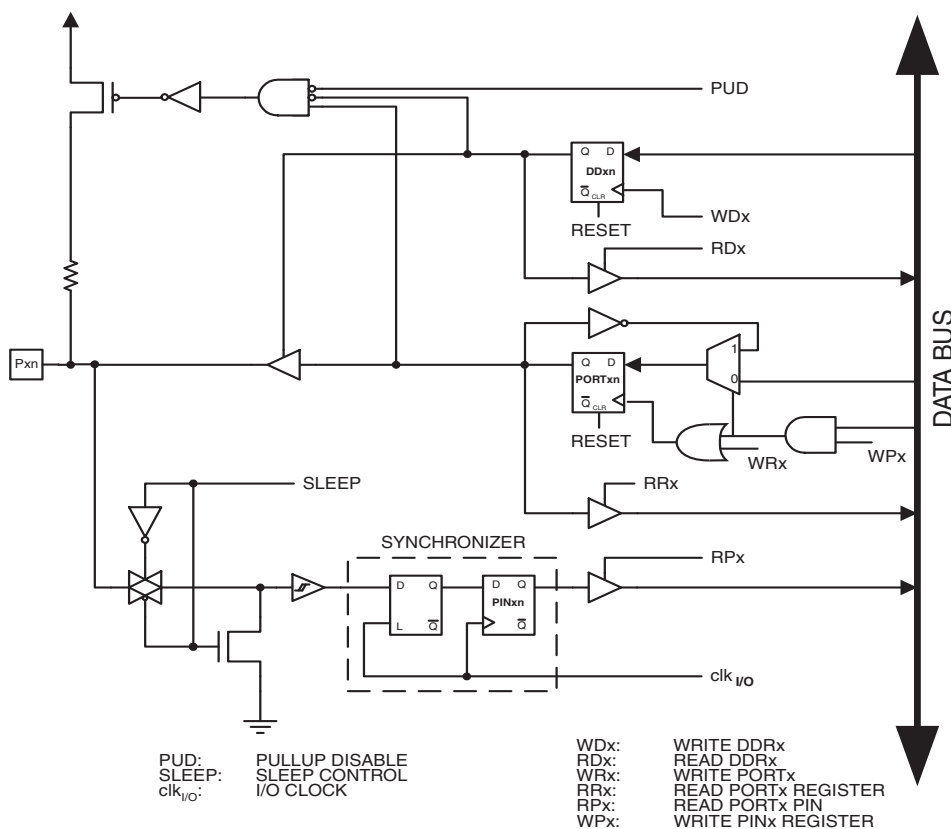 PUD
Q D
DDxn
Q CLR
WDx
RESET
RDx
1
Pxn
Q D
PORTxn
0
Q CLR
RESET
WRx
WPx
DATA BUS
SLEEP
RRx
SYNCHRONIZER
RPx
D Q
D Q
PINxn
L Q
Q
clk I/O
PUD: PULLUP DISABLE
SLEEP: SLEEP CONTROL
clkI/O: I/O CLOCK
WDx: WRITE DDRx
RDx: READ DDRx
WRx: WRITE PORTx
RRx: READ PORTx REGISTER
RPx: READ PORTx PIN
WPx: WRITE PINx REGISTER